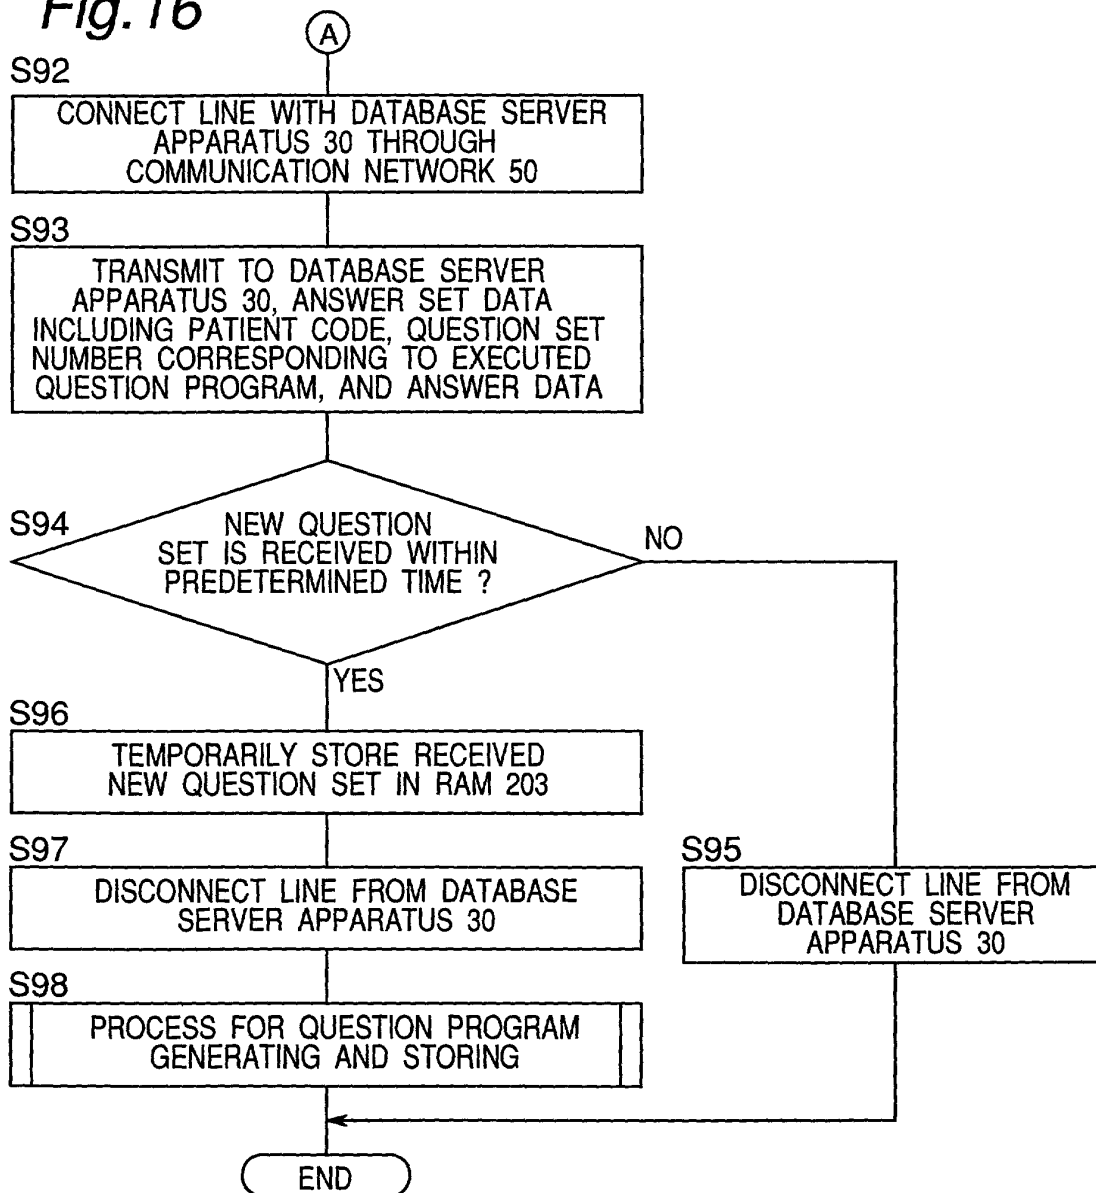 Fig. 16
A
S92
CONNECT LINE WITH DATABASE SERVER
APPARATUS 30 THROUGH
COMMUNICATION NETWORK 50
S93
TRANSMIT TO DATABASE SERVER
APPARATUS 30, ANSWER SET DATA
INCLUDING PATIENT CODE, QUESTION SET
NUMBER CORRESPONDING TO EXECUTED
QUESTION PROGRAM, AND ANSWER DATA
S94
NEW QUESTION
SET IS RECEIVED WITHIN
PREDETERMINED TIME ?
NO
YES
S96
TEMPORARILY STORE RECEIVED
NEW QUESTION SET IN RAM 203
S97
DISCONNECT LINE FROM DATABASE
SERVER APPARATUS 30
S95
DISCONNECT LINE FROM
DATABASE SERVER
APPARATUS 30
S98
PROCESS FOR QUESTION PROGRAM
GENERATING AND STORING
END